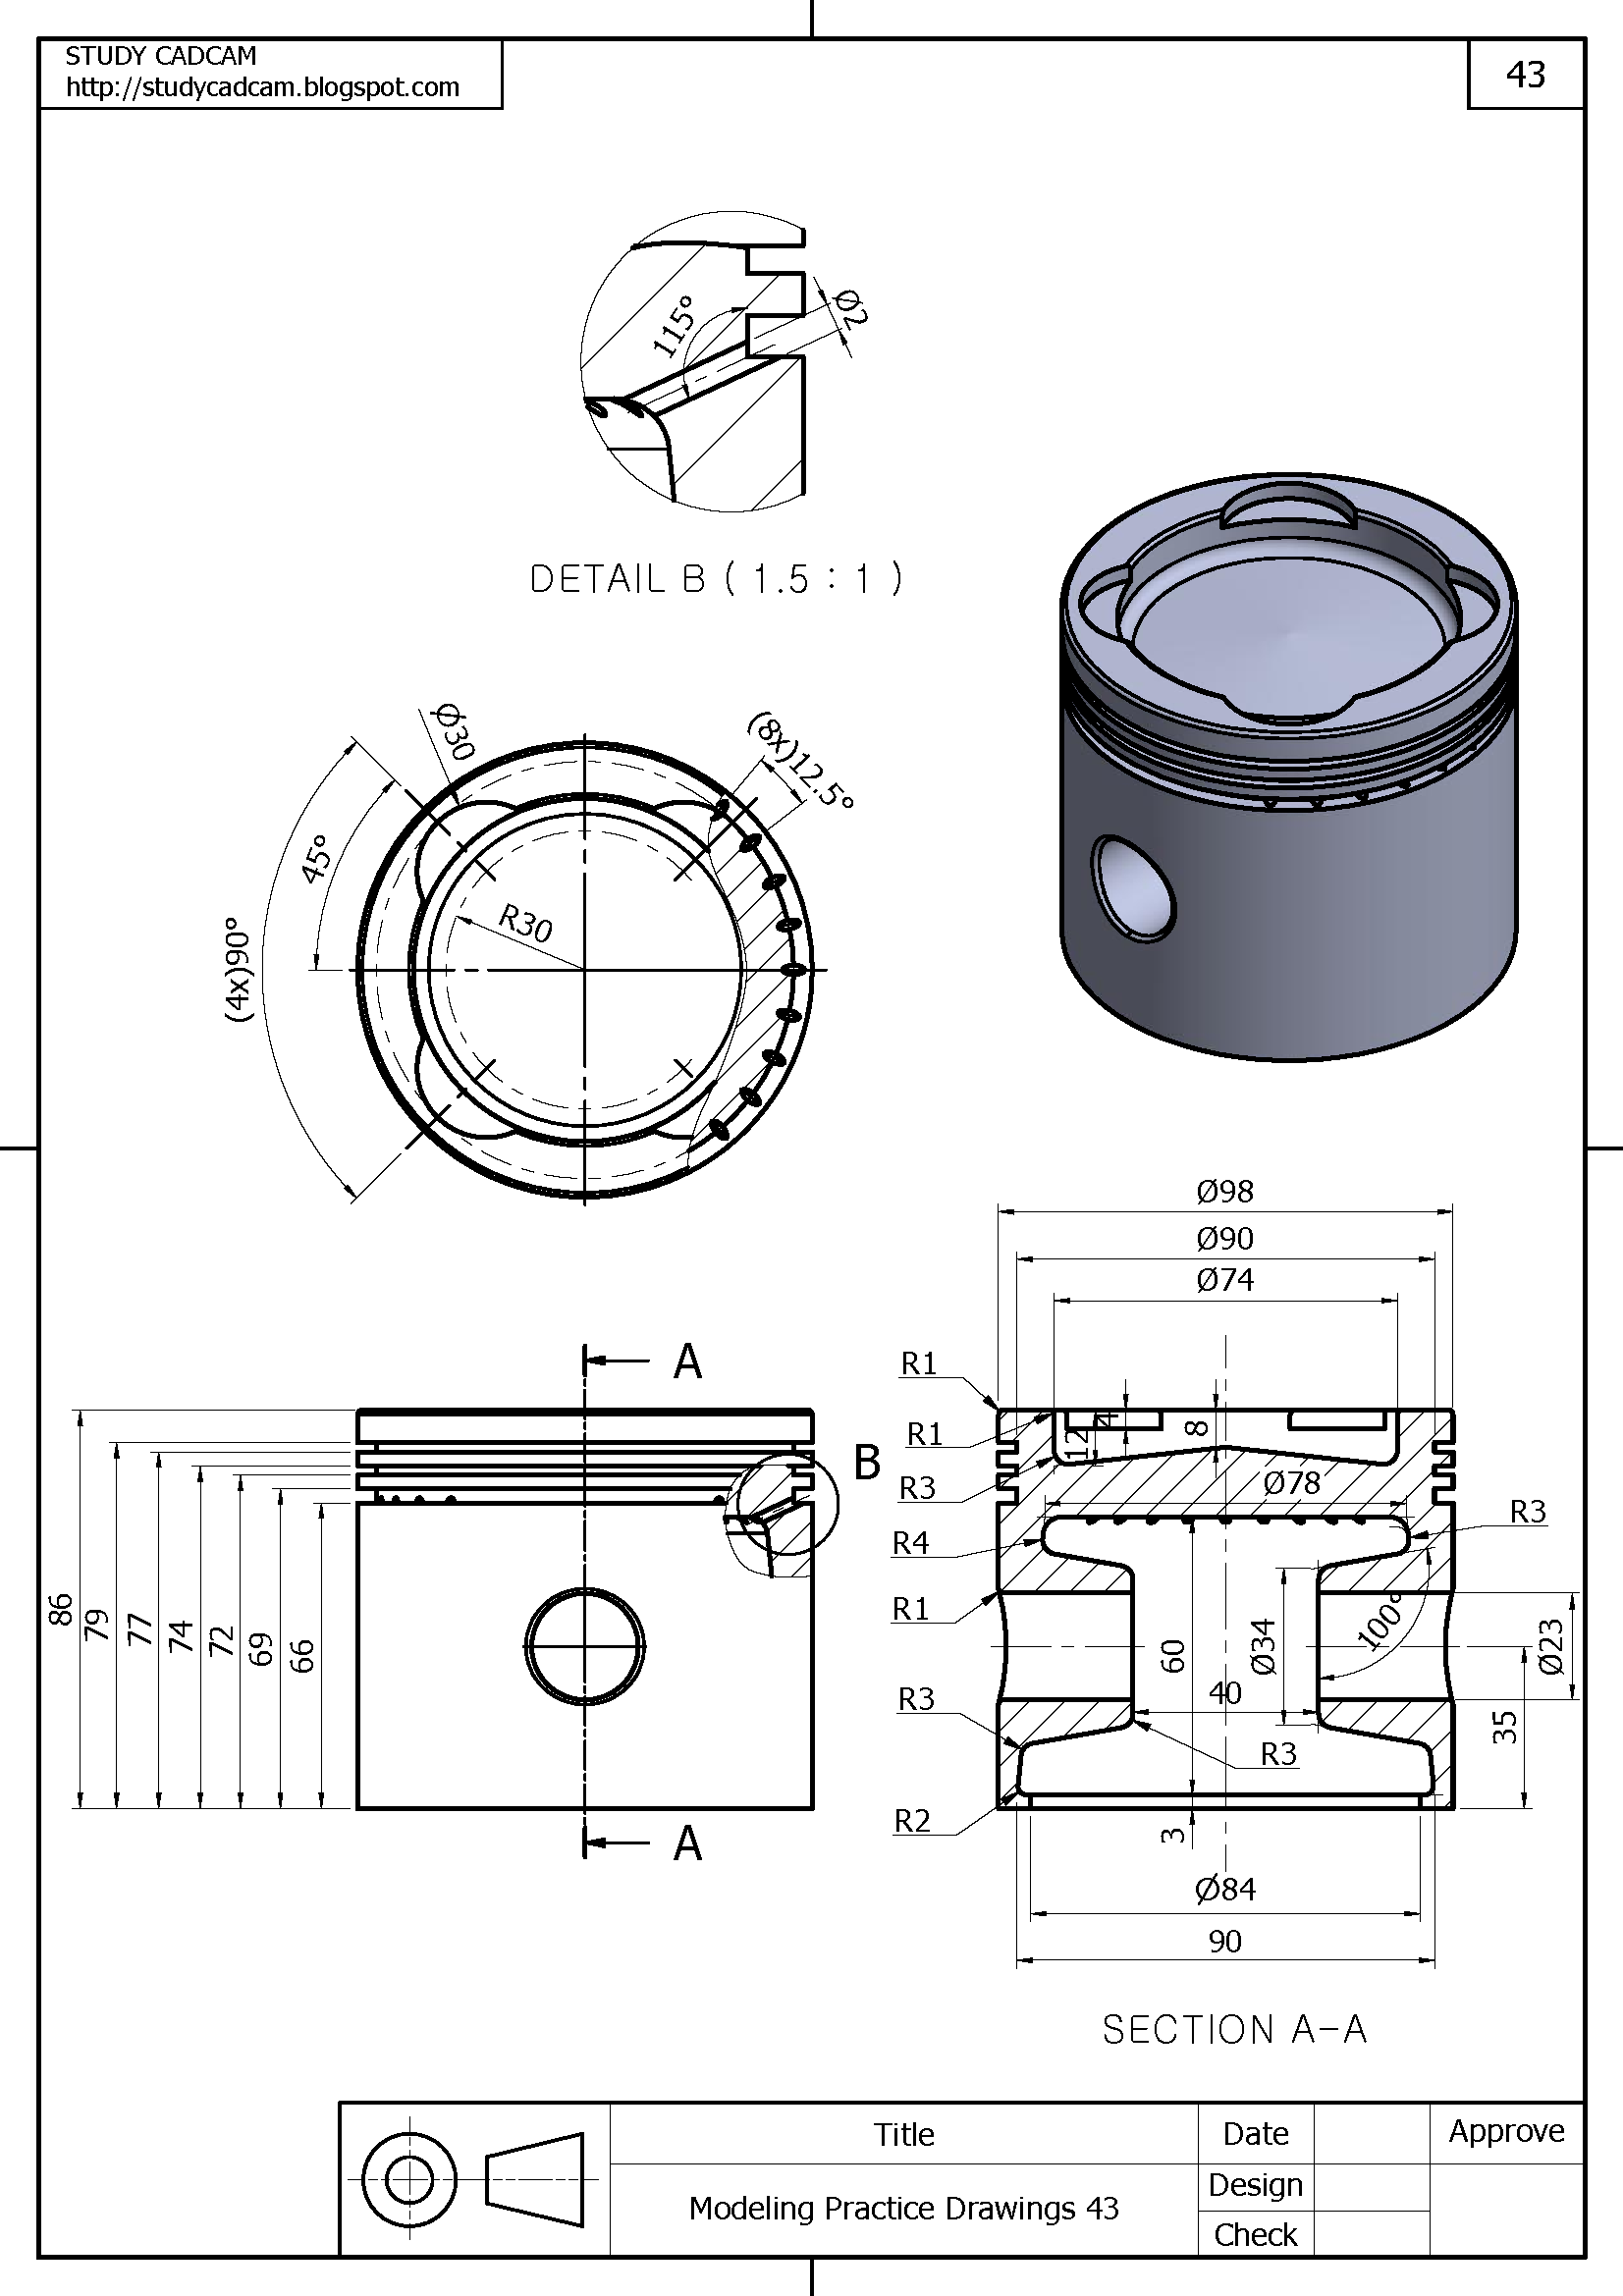 STUDY CADCAM
http://studycadcam.blogspot.com
43
115°
Ø2
DETAIL B ( 1.5 : 1 )
Ø30
(8x)12.5°
45°
R30
(4x)90°
Ø98
Ø90
Ø74
A
R1
4
8
12
R1
B
Ø78
R3
R3
R4
86
79
77
74
72
69
66
R1
100°
60
Ø34
Ø23
40
R3
35
R3
A
R2
3
Ø84
90
SECTION A-A
Title
Date
Approve
Modeling Practice Drawings 43
Design
Check